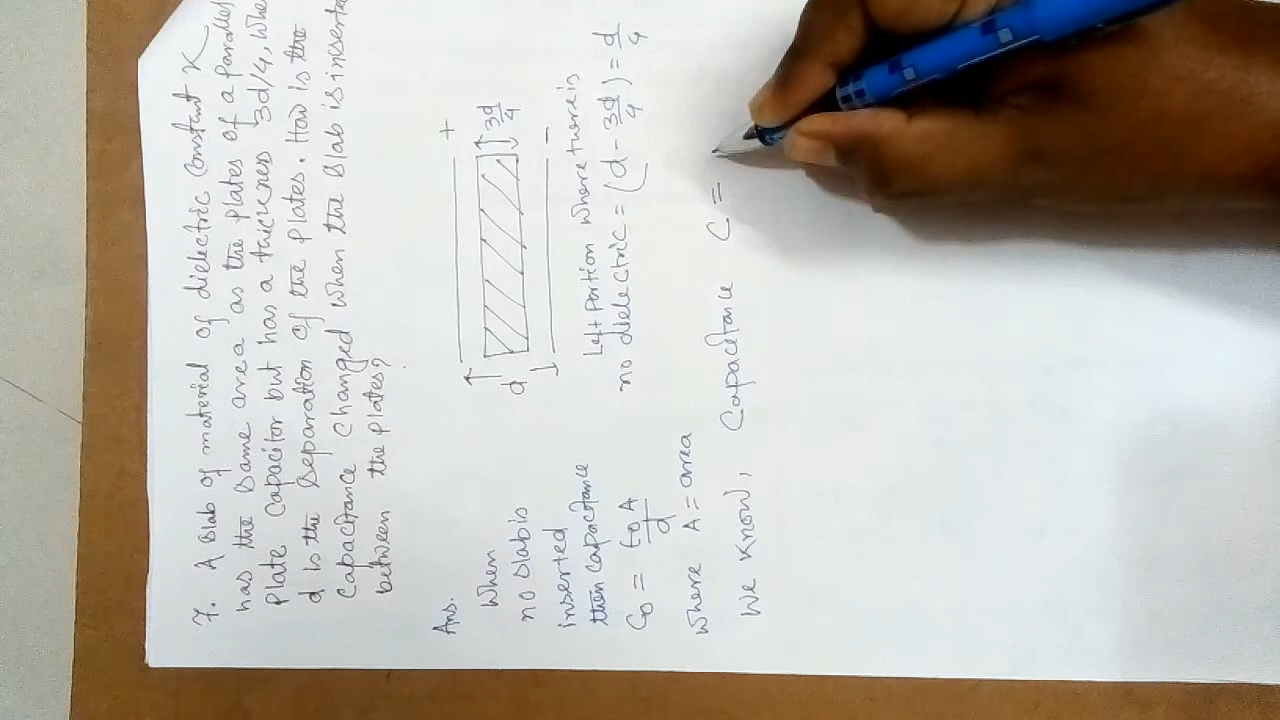 7. A slab of material of dielectric constant K
has the same area as the plates of a parallel
plate capacitor but has a thickness 3d/4, whe
d is the separation of the plates. How is the
capacitance changed when the slab is inserte
between the plates?
Ans.
+
d
3d/4
-
When
no slab is
inserted
then capacitance
C₀ = ε₀A/d
where A = area
Left portion where there is
no dielectric = (d - 3d/4) = d/4
We know, Capacitance C =